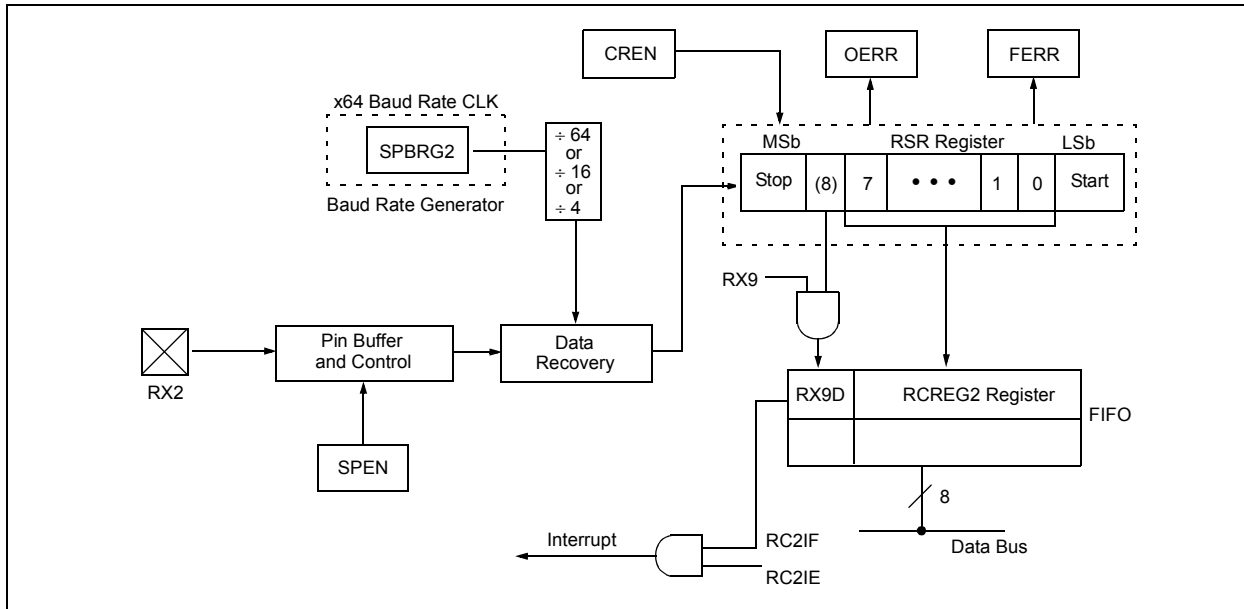 CREN
OERR
FERR
x64 Baud Rate CLK
SPBRG2
Baud Rate Generator
÷ 64
or
÷ 16
or
÷ 4
MSb
RSR Register
LSb
Stop
(8)
7
• • •
1
0
Start
RX9
RX2
Pin Buffer
and Control
Data
Recovery
SPEN
RX9D
RCREG2 Register
FIFO
8
Data Bus
Interrupt
RC2IF
RC2IE